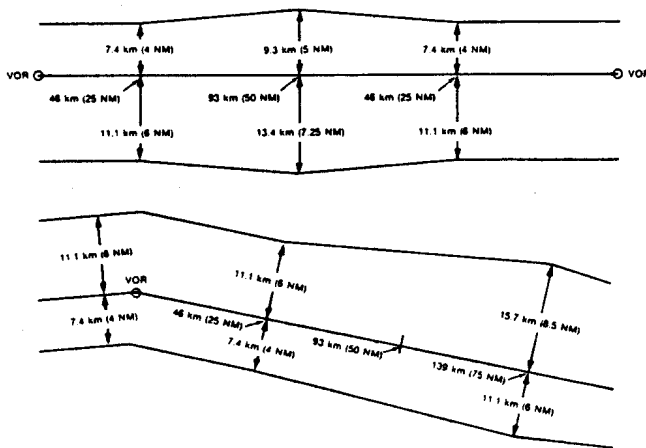 7.4 km (4 NM) 9.3 km (5 NM) 7.4 km (4 NM)
VOR VOR
46 km (25 NM) 93 km (50 NM) 46 km (25 NM)
11.1 km (6 NM) 13.4 km (7.25 NM) 11.1 km (6 NM)
11.1 km (6 NM)
VOR
11.1 km (6 NM)
7.4 km (4 NM)
46 km (25 NM)
15.7 km (8.5 NM)
93 km (50 NM)
7.4 km (4 NM)
139 km (75 NM)
11.1 km (6 NM)